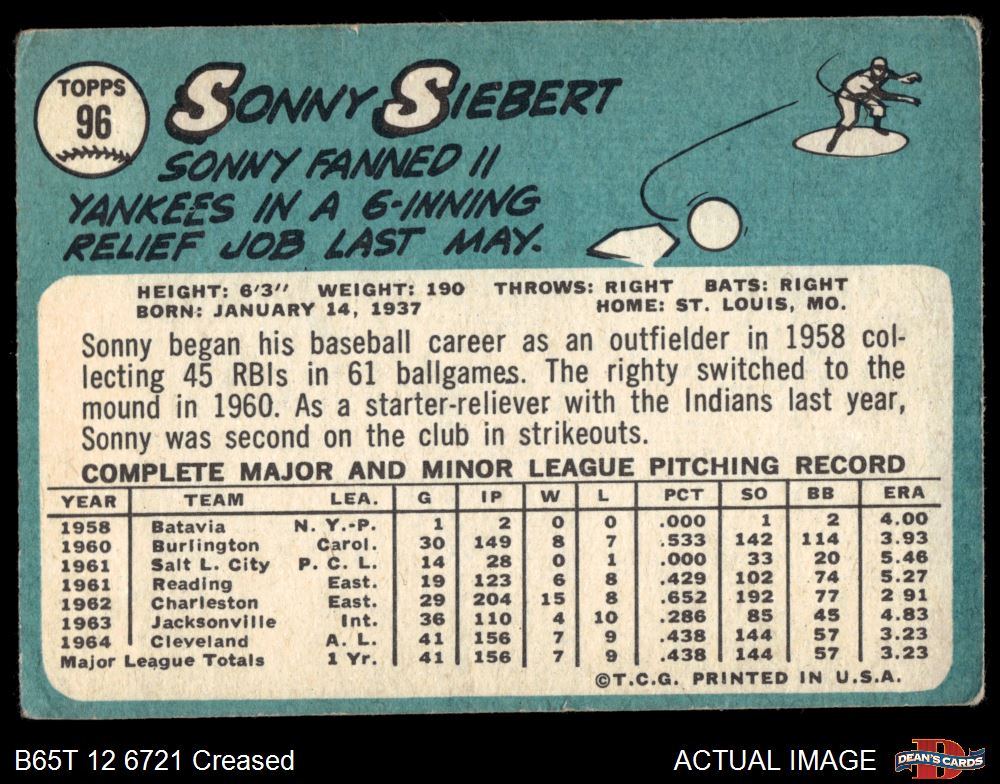 TOPPS
96
SONNY SIEBERT
SONNY FANNED 11
YANKEES IN A 6-INNING
RELIEF JOB LAST MAY.
HEIGHT: 6'3" WEIGHT: 190 THROWS: RIGHT BATS: RIGHT
BORN: JANUARY 14, 1937 HOME: ST. LOUIS, MO.
Sonny began his baseball career as an outfielder in 1958 col-
lecting 45 RBIs in 61 ballgames. The righty switched to the
mound in 1960. As a starter-reliever with the Indians last year,
Sonny was second on the club in strikeouts.
COMPLETE MAJOR AND MINOR LEAGUE PITCHING RECORD
YEAR TEAM LEA. G IP W L PCT SO BB ERA
1958 Batavia N. Y.-P. 1 2 0 0 .000 1 2 4.00
1960 Burlington Carol. 30 149 8 7 .533 142 114 3.93
1961 Salt L. City P. C. L. 14 28 0 1 .000 33 20 5.46
1961 Reading East. 19 123 6 8 .429 102 74 5.27
1962 Charleston East. 29 204 15 8 .652 192 77 2 91
1963 Jacksonville Int. 36 110 4 10 .286 85 45 4.83
1964 Cleveland A. L. 41 156 7 9 .438 144 57 3.23
Major League Totals 1 Yr. 41 156 7 9 .438 144 57 3.23
©T.C.G. PRINTED IN U.S.A.
B65T 12 6721 Creased ACTUAL IMAGE
D
DEAN'S CARDS